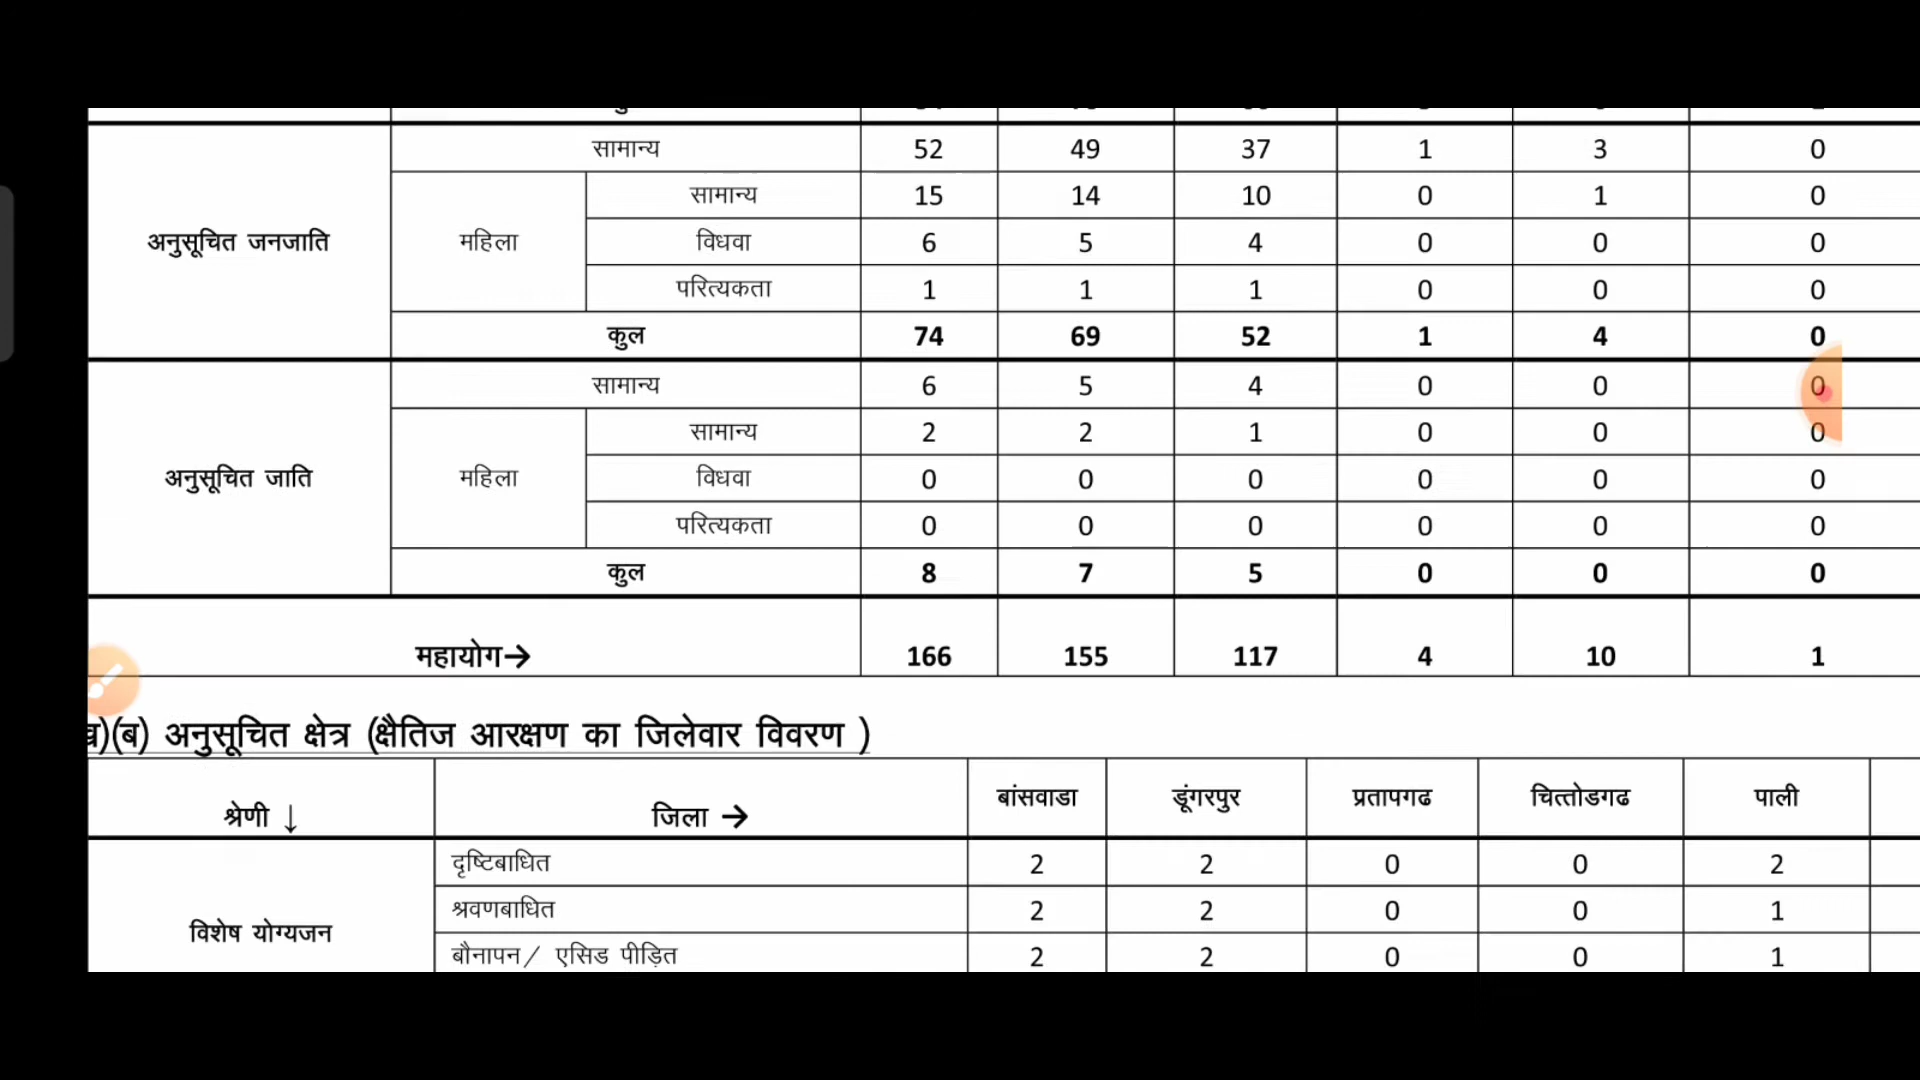 सामान्य 52 49 37 1 3 0
सामान्य 15 14 10 0 1 0
अनुसूचित जनजाति महिला विधवा 6 5 4 0 0 0
परित्यकता 1 1 1 0 0 0
कुल 74 69 52 1 4 0
सामान्य 6 5 4 0 0 0
सामान्य 2 2 1 0 0 0
अनुसूचित जाति महिला विधवा 0 0 0 0 0 0
परित्यकता 0 0 0 0 0 0
कुल 8 7 5 0 0 0
महायोग→ 166 155 117 4 10 1
(ब) अनुसूचित क्षेत्र (क्षैतिज आरक्षण का जिलेवार विवरण )
श्रेणी ↓ जिला → बांसवाडा डूंगरपुर प्रतापगढ चित्तोडगढ पाली
दृष्टिबाधित 2 2 0 0 2
श्रवणबाधित 2 2 0 0 1
विशेष योग्यजन
बौनापन/ एसिड पीड़ित 2 2 0 0 1